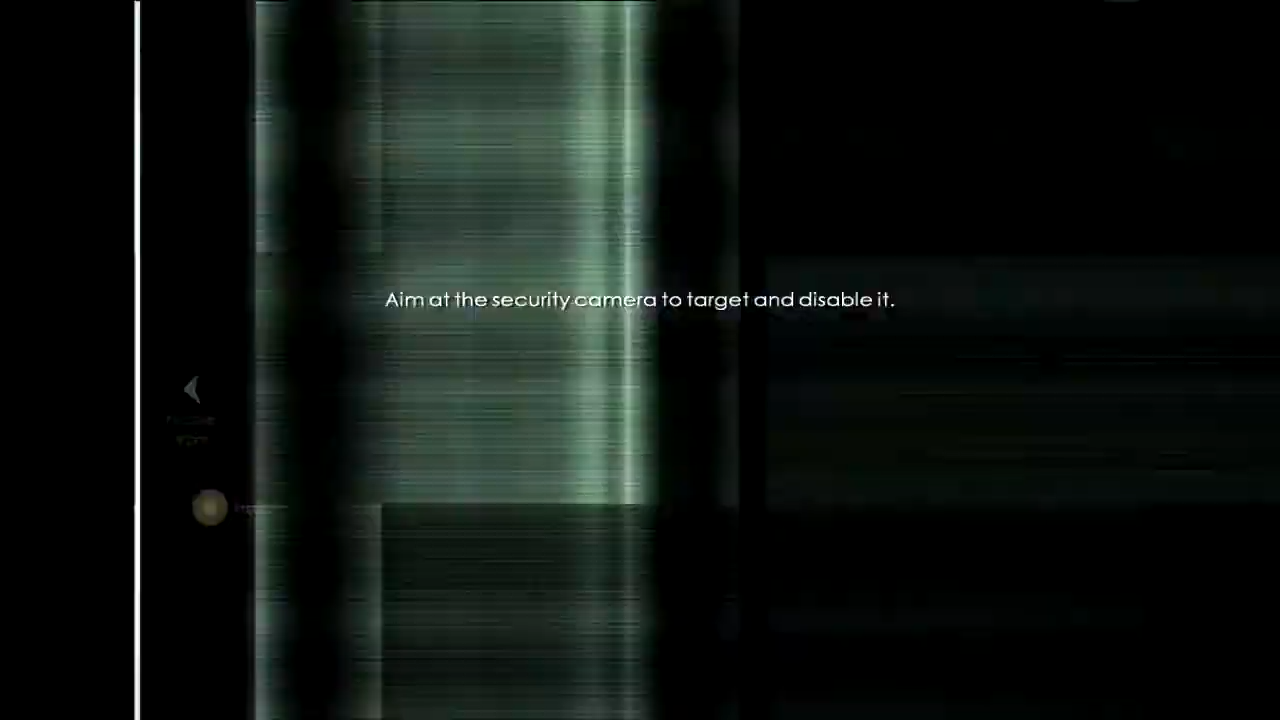 Aim at the security camera to target and disable it.